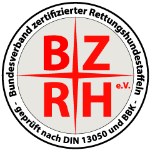 Bundesverband zertifizierter Rettungshundestaffeln
BZ
RH
e.V.
- geprüft nach DIN 13050 und BBK -